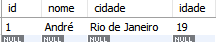 id nome cidade idade
1 André Rio de Janeiro 19
NULL NULL NULL NULL